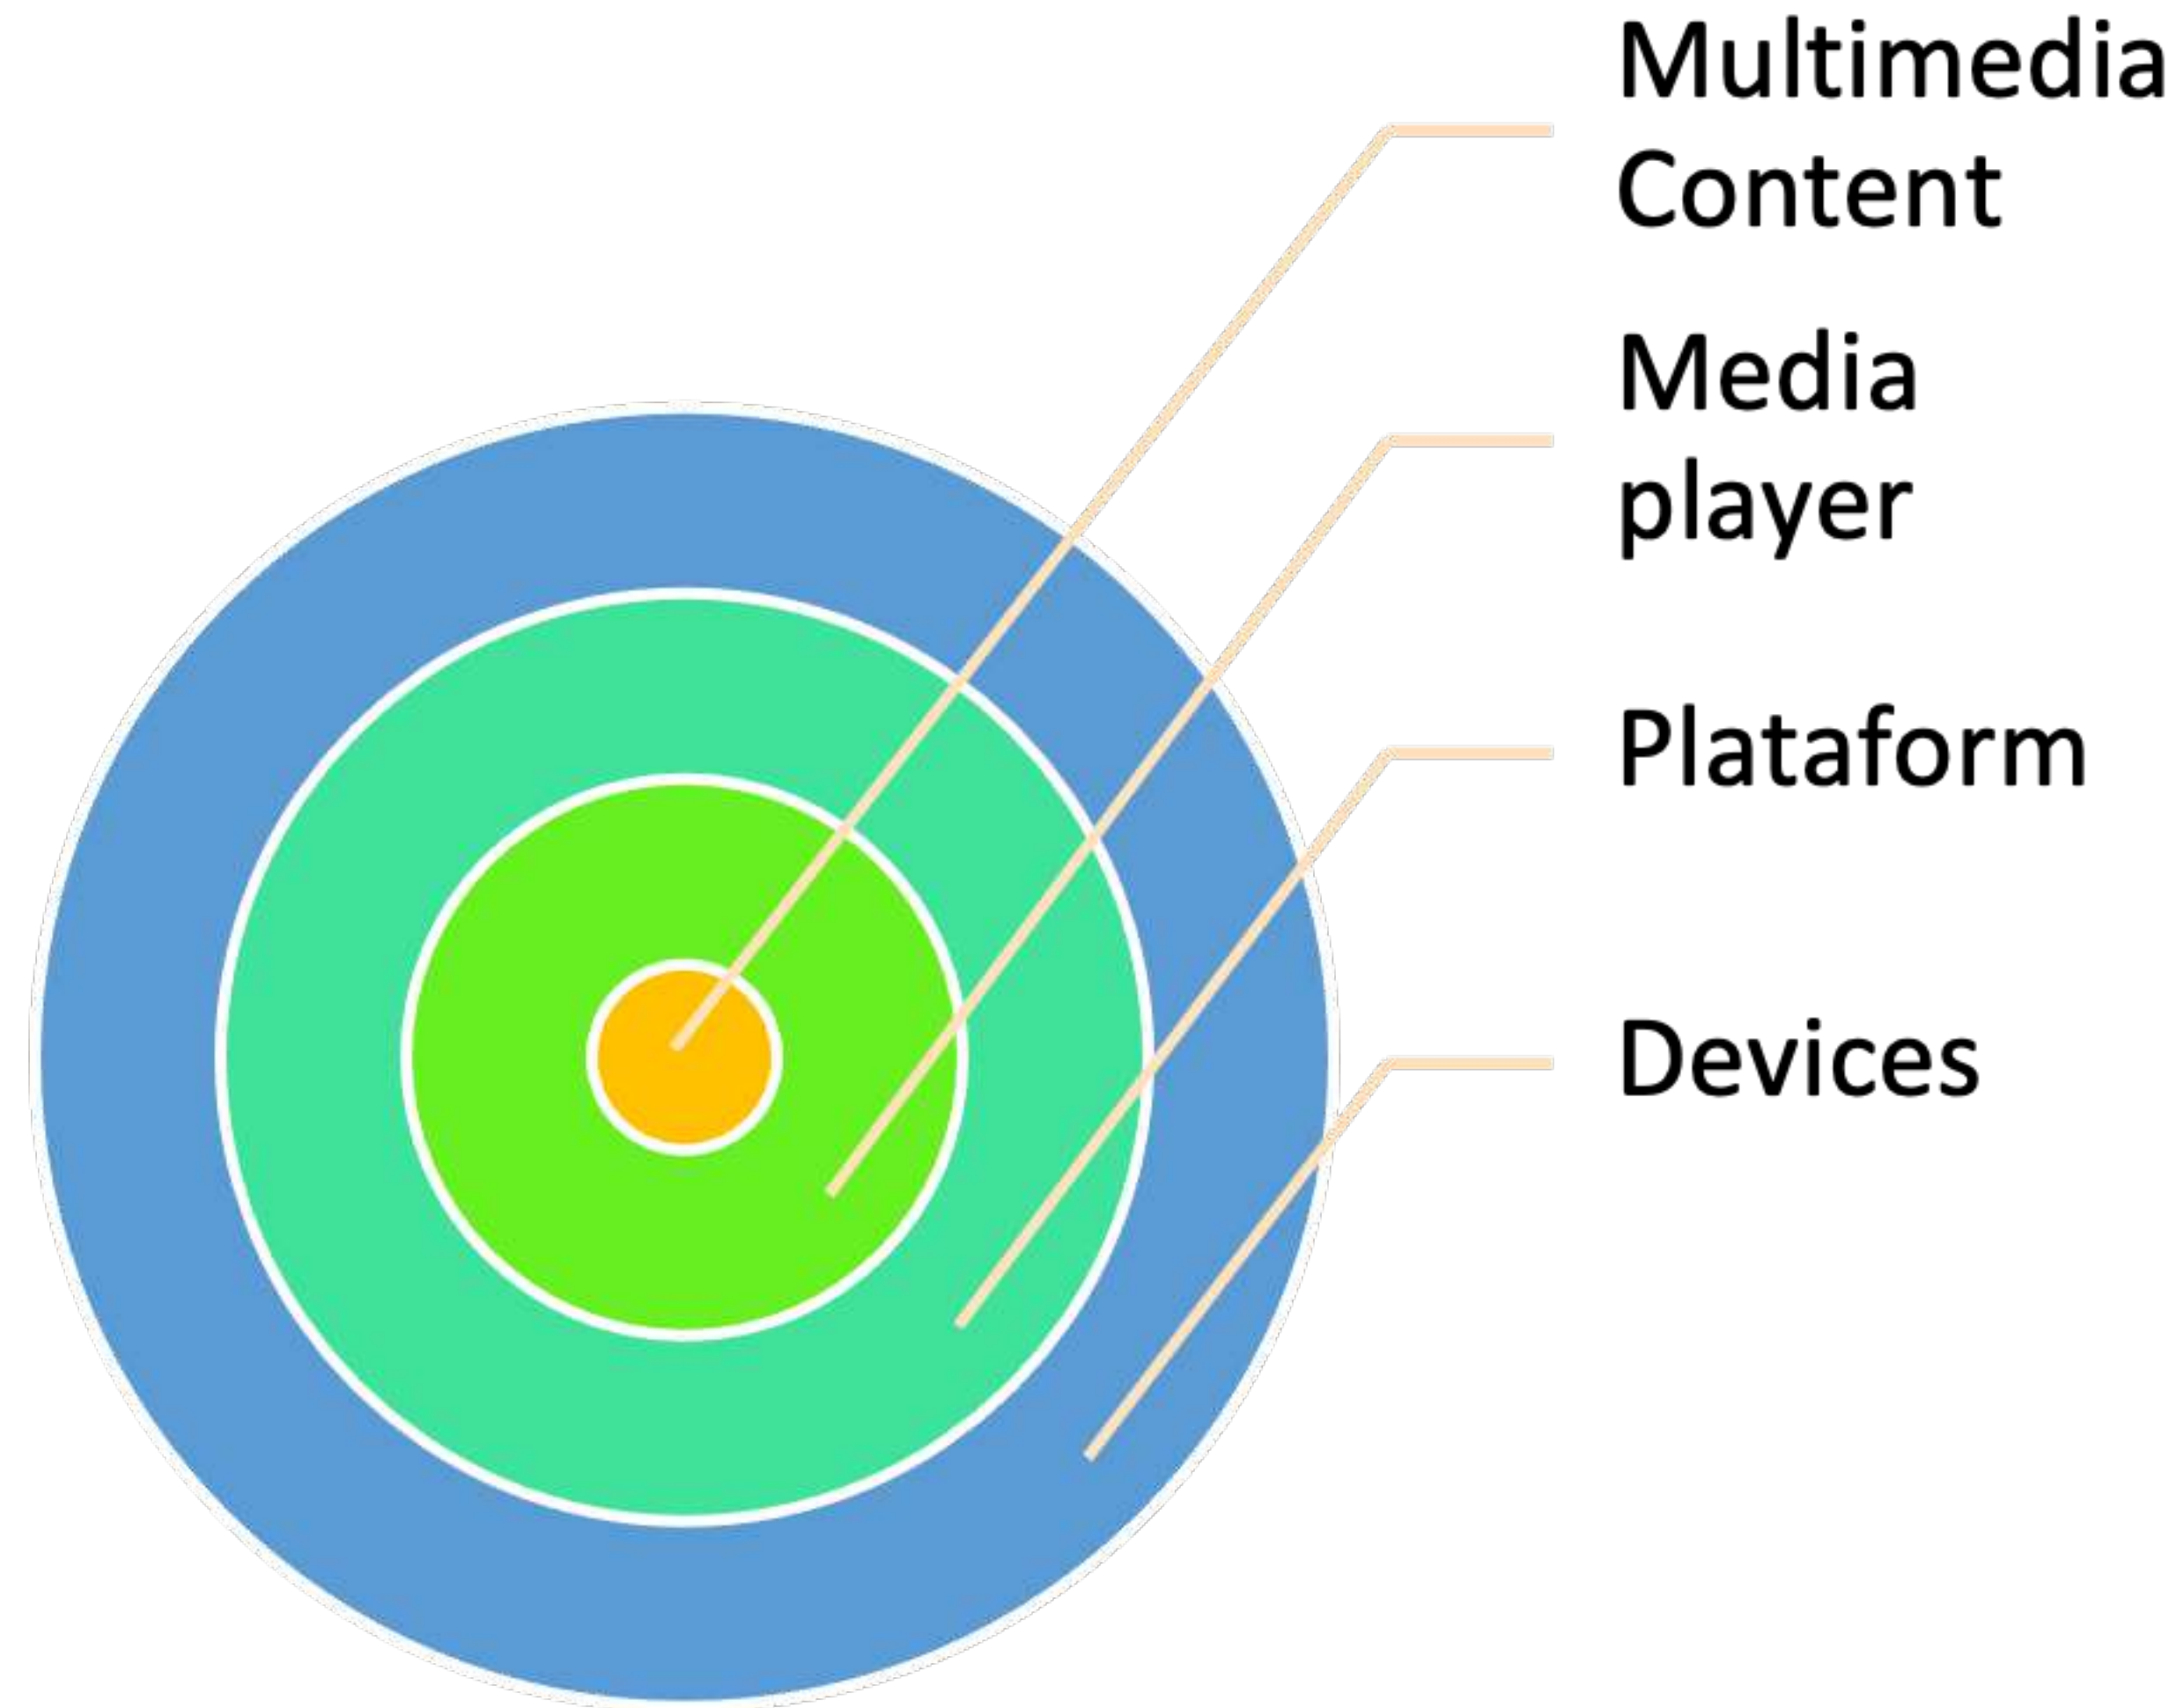 Multimedia
Content
Media
player
Plataform
Devices